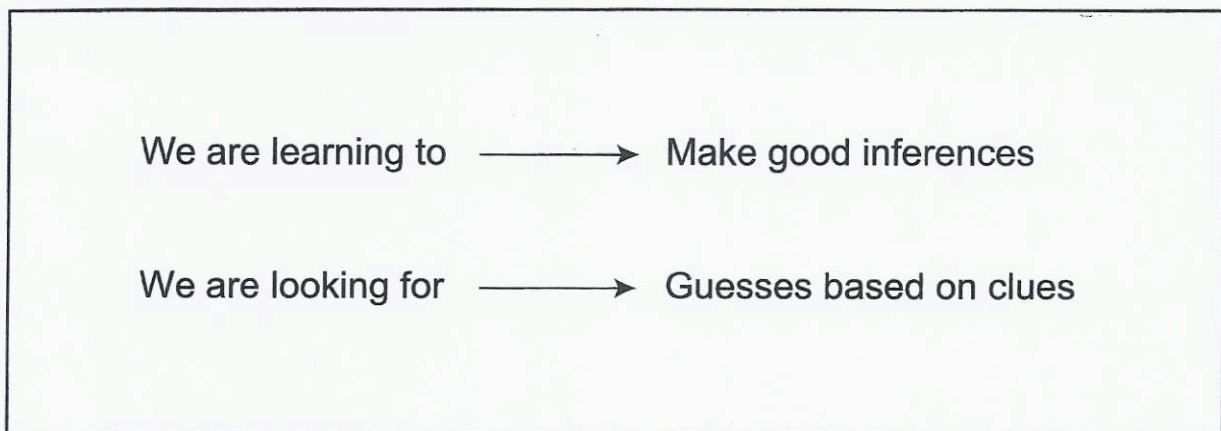 We are learning to → Make good inferences
We are looking for → Guesses based on clues